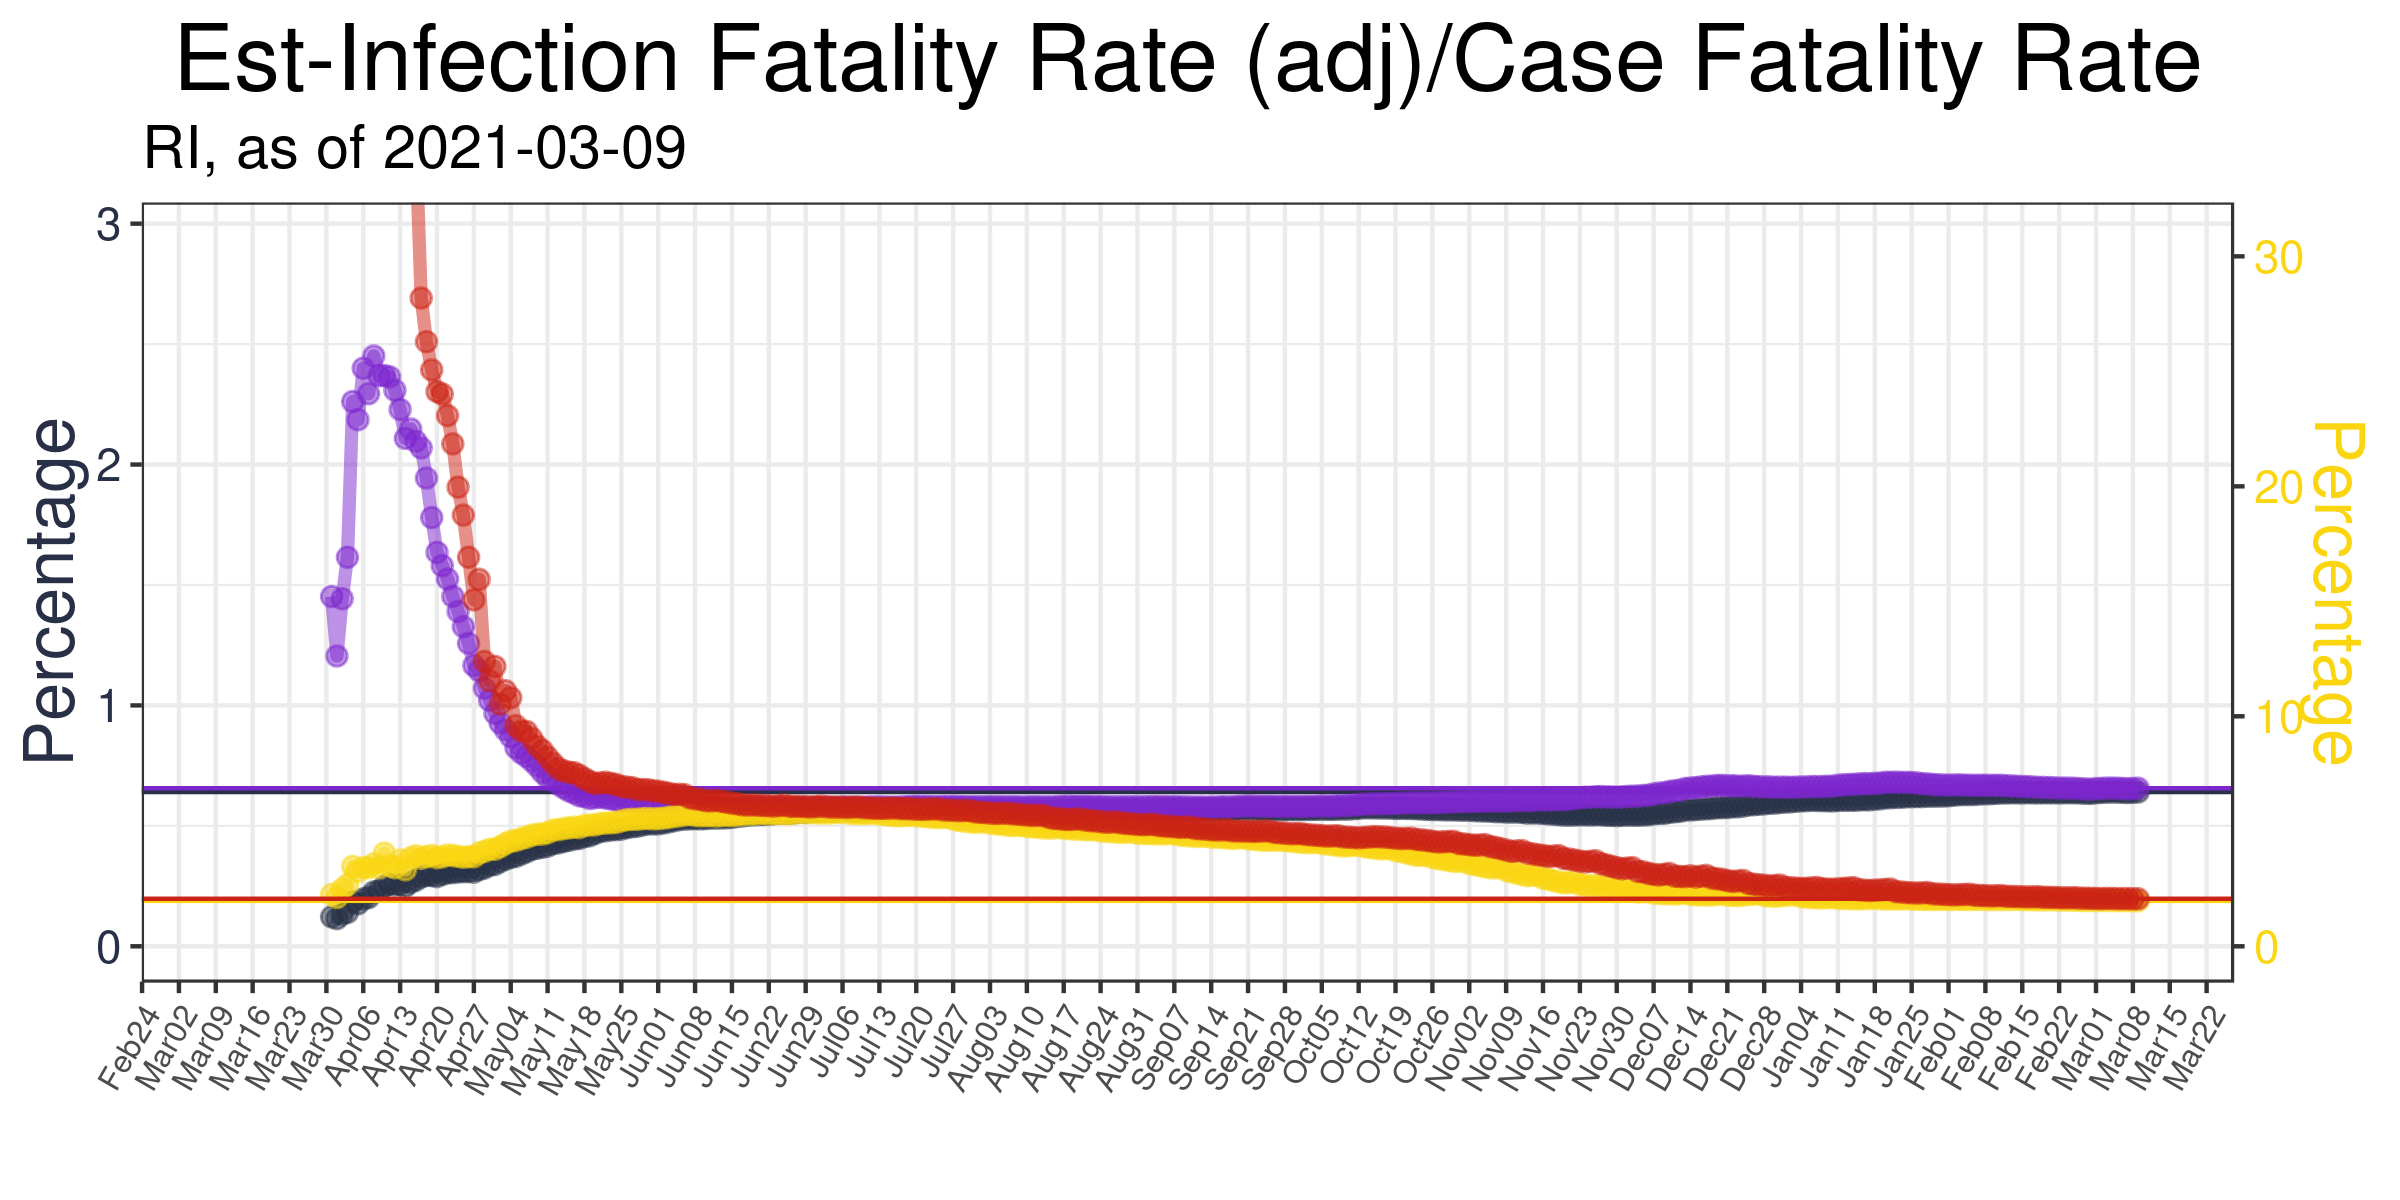 Est-Infection Fatality Rate (adj)/Case Fatality Rate
RI, as of 2021-03-09
Percentage
3
2
1
0
30
20
10
0
Percentage
Feb24
Mar02
Mar09
Mar16
Mar23
Mar30
Apr06
Apr13
Apr20
Apr27
May04
May11
May18
May25
Jun01
Jun08
Jun15
Jun22
Jun29
Jul06
Jul13
Jul20
Jul27
Aug03
Aug10
Aug17
Aug24
Aug31
Sep07
Sep14
Sep21
Sep28
Oct05
Oct12
Oct19
Oct26
Nov02
Nov09
Nov16
Nov23
Nov30
Dec07
Dec14
Dec21
Dec28
Jan04
Jan11
Jan18
Jan25
Feb01
Feb08
Feb15
Feb22
Mar01
Mar08
Mar15
Mar22